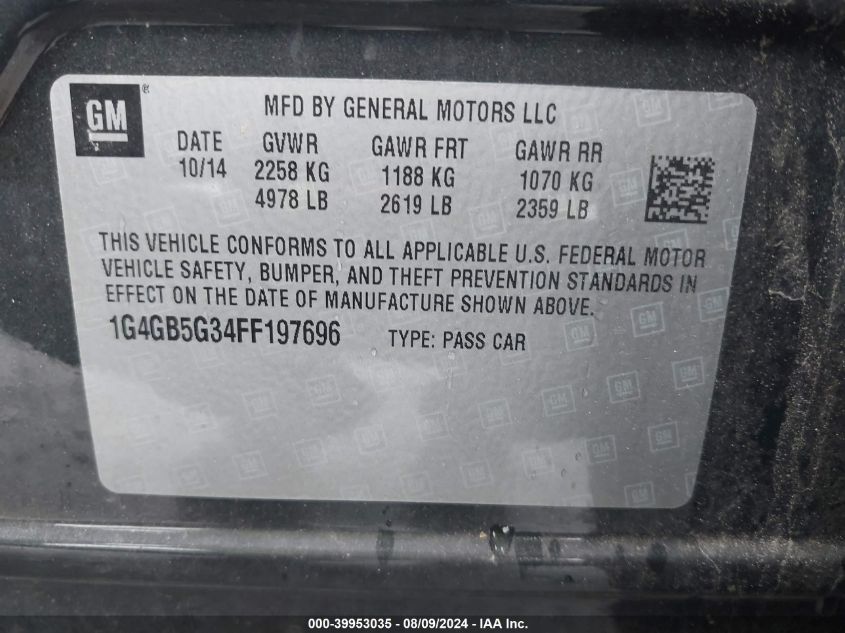 GM®
MFD BY GENERAL MOTORS LLC
DATE GVWR GAWR FRT GAWR RR
10/14 2258 KG 1188 KG 1070 KG
4978 LB 2619 LB 2359 LB
THIS VEHICLE CONFORMS TO ALL APPLICABLE U.S. FEDERAL MOTOR
VEHICLE SAFETY, BUMPER, AND THEFT PREVENTION STANDARDS IN
EFFECT ON THE DATE OF MANUFACTURE SHOWN ABOVE.
1G4GB5G34FF197696 TYPE: PASS CAR
000-39953035 - 08/09/2024 - IAA Inc.